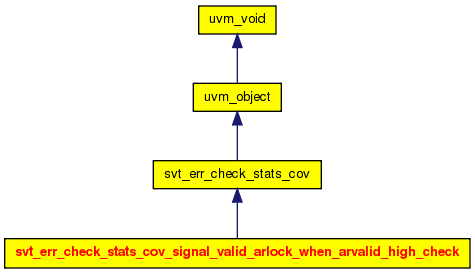 uvm_void
uvm_object
svt_err_check_stats_cov
svt_err_check_stats_cov_signal_valid_arlock_when_arvalid_high_check